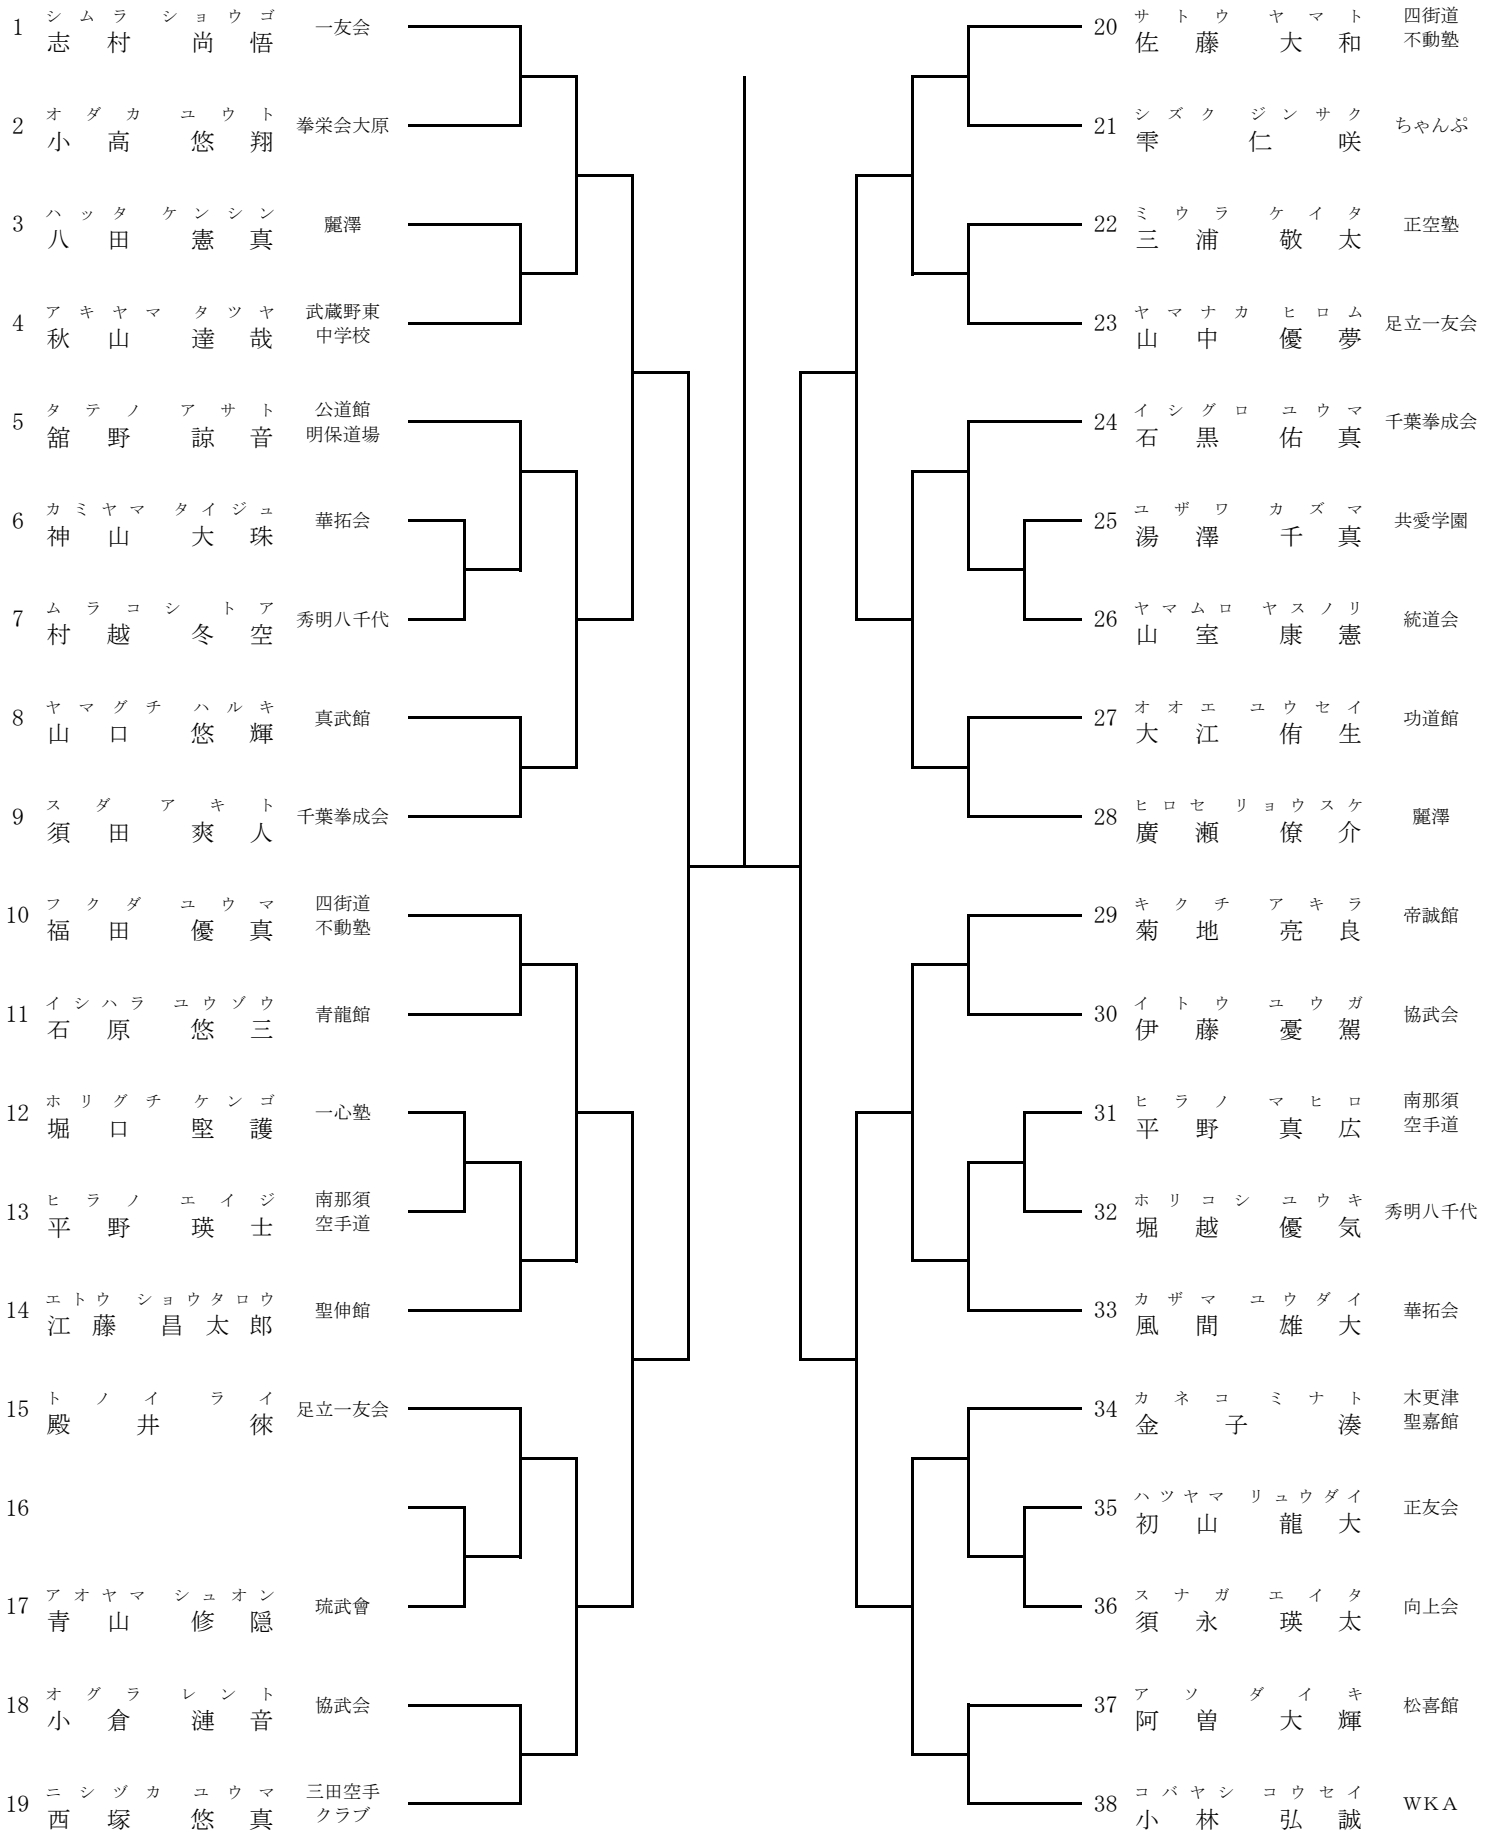 シムラ ショウゴ
1 志村 尚悟 一友会
オダカ ユウト
2 小高 悠翔 拳栄会大原
ハッタ ケンシン
3 八田 憲真 麗澤
アキヤマ タツヤ 武蔵野東
4 秋山 達哉 中学校
タテノ アサト 公道館
5 舘野 諒音 明保道場
カミヤマ タイジュ
6 神山 大珠 華拓会
ムラコシ トア
7 村越 冬空 秀明八千代
ヤマグチ ハルキ
8 山口 悠輝 真武館
スダ アキト
9 須田 爽人 千葉拳成会
フクダ ユウマ 四街道
10 福田 優真 不動塾
イシハラ ユウゾウ
11 石原 悠三 青龍館
ホリグチ ケンゴ
12 堀口 堅護 一心塾
ヒラノ エイジ 南那須
13 平野 瑛士 空手道
エトウ ショウタロウ
14 江藤 昌太郎 聖伸館
トノイ ライ
15 殿井 徠 足立一友会
16
アオヤマ シュオン
17 青山 修隠 琉武會
オグラ レント
18 小倉 漣音 協武会
ニシヅカ ユウマ 三田空手
19 西塚 悠真 クラブ
サトウ ヤマト 四街道
20 佐藤 大和 不動塾
シズク ジンサク
21 雫 仁咲 ちゃんぷ
ミウラ ケイタ
22 三浦 敬太 正空塾
ヤマナカ ヒロム
23 山中 優夢 足立一友会
イシグロ ユウマ
24 石黒 佑真 千葉拳成会
ユザワ カズマ
25 湯澤 千真 共愛学園
ヤマムロ ヤスノリ
26 山室 康憲 統道会
オオエ ユウセイ
27 大江 侑生 功道館
ヒロセ リョウスケ
28 廣瀬 僚介 麗澤
キクチ アキラ
29 菊地 亮良 帝誠館
イトウ ユウガ
30 伊藤 憂駕 協武会
ヒラノ マヒロ 南那須
31 平野 真広 空手道
ホリコシ ユウキ
32 堀越 優気 秀明八千代
カザマ ユウダイ
33 風間 雄大 華拓会
カネコ ミナト 木更津
34 金子 湊 聖嘉館
ハツヤマ リュウダイ
35 初山 龍大 正友会
スナガ エイタ
36 須永 瑛太 向上会
アソ ダイキ
37 阿曽 大輝 松喜館
コバヤシ コウセイ
38 小林 弘誠 WKA